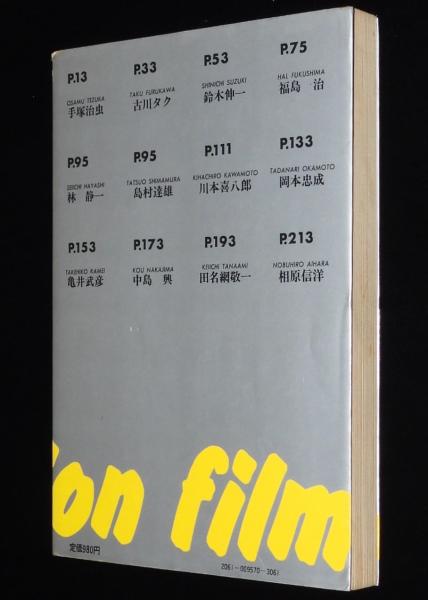 P.13
OSAMU TEZUKA
手塚治虫
P.33
TAKU FURUKAWA
古川タク
P.53
SHINICHI SUZUKI
鈴木伸一
P.75
HAL FUKUSHIMA
福島 治
P.95
SEIICHI HAYASHI
林 静一
P.95
TATSUO SHIMAMURA
島村達雄
P.111
KIHACHIRO KAWAMOTO
川本喜八郎
P.133
TADANARI OKAMOTO
岡本忠成
P.153
TAKEHIKO KAMEI
亀井武彦
P.173
KOU NAKAJIMA
中島 興
P.193
KEIICHI TANAAMI
田名網敬一
P.213
NOBUHIRO AIHARA
相原信洋
ion film
定価980円
2061-009570-3061